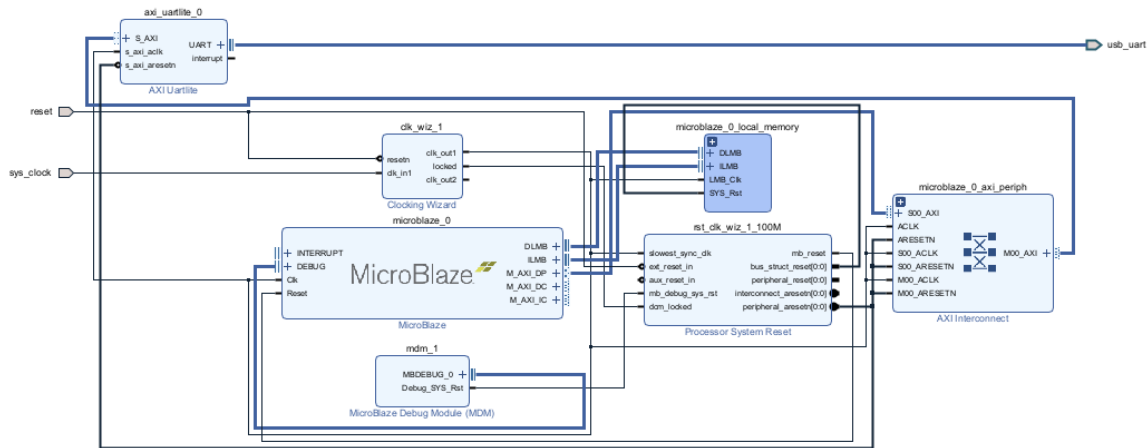 axi_uartlite_0
S_AXI
s_axi_aclk
s_axi_aresetn
UART
interrupt
AXI Uartlite
usb_uart
reset
sys_clock
clk_wiz_1
resetn
clk_in1
clk_out1
locked
clk_out2
Clocking Wizard
microblaze_0_local_memory
DLMB
ILMB
LMB_Clk
SYS_Rst
microblaze_0
INTERRUPT
DEBUG
Clk
Reset
MicroBlaze
DLMB
ILMB
M_AXI_DP
M_AXI_DC
M_AXI_IC
MicroBlaze
rst_clk_wiz_1_100M
slowest_sync_clk
ext_reset_in
aux_reset_in
mb_debug_sys_rst
dcm_locked
mb_reset
bus_struct_reset[0:0]
peripheral_reset[0:0]
interconnect_aresetn[0:0]
peripheral_aresetn[0:0]
Processor System Reset
microblaze_0_axi_periph
S00_AXI
ACLK
ARESETN
S00_ACLK
S00_ARESETN
M00_ACLK
M00_ARESETN
M00_AXI
AXI Interconnect
mdm_1
MBDEBUG_0
Debug_SYS_Rst
MicroBlaze Debug Module (MDM)